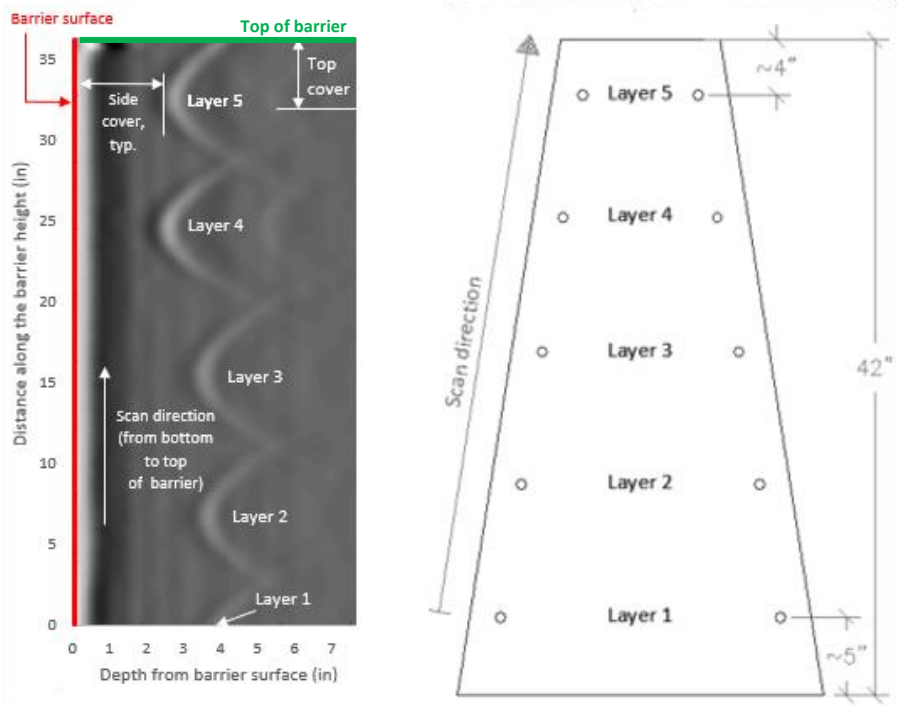 Barrier surface
Top of barrier
35
30
25
20
15
10
5
0
Distance along the barrier height (in)
Side
cover,
typ.
Top
cover
Layer 5
Layer 4
Layer 3
Scan direction
(from bottom
to top
of barrier)
Layer 2
Layer 1
0 1 2 3 4 5 6 7
Depth from barrier surface (in)
~4"
Layer 5
Layer 4
Scan direction
Layer 3
42"
Layer 2
Layer 1
~5"